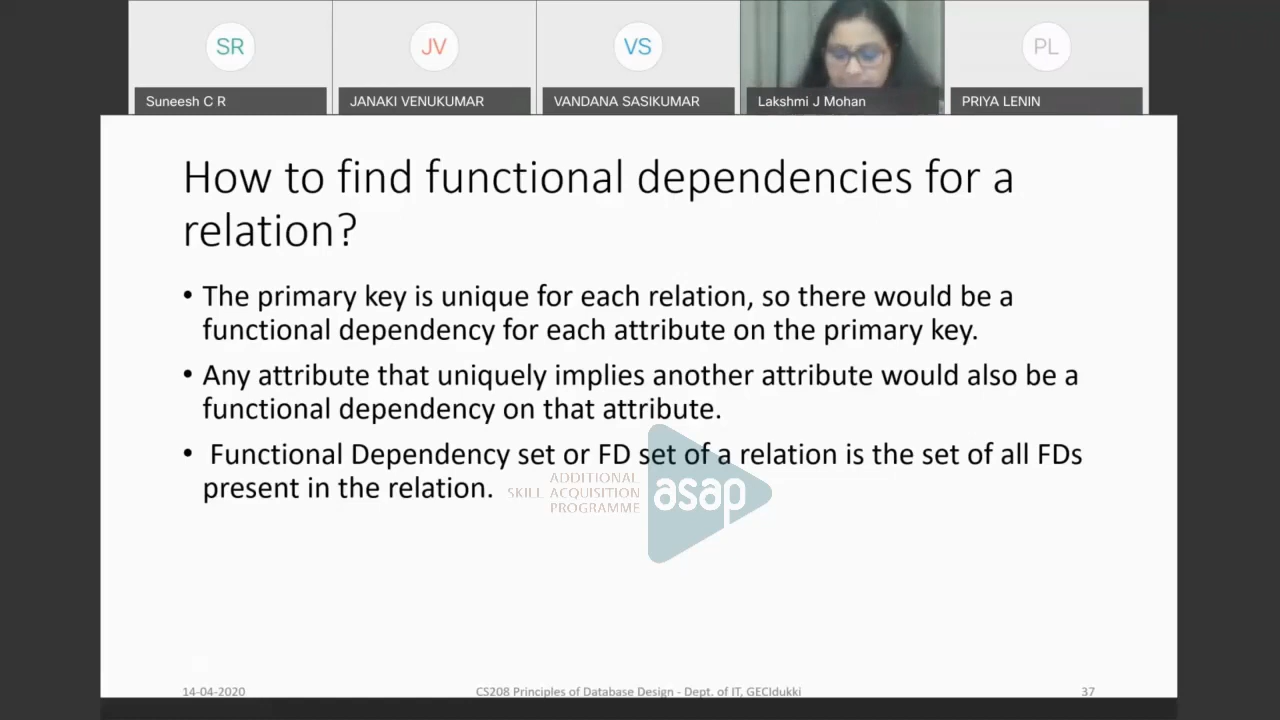 SR
JV
VS
PL
Suneesh C R
JANAKI VENUKUMAR
VANDANA SASIKUMAR
Lakshmi J Mohan
PRIYA LENIN
How to find functional dependencies for a
relation?
• The primary key is unique for each relation, so there would be a
functional dependency for each attribute on the primary key.
• Any attribute that uniquely implies another attribute would also be a
functional dependency on that attribute.
• Functional Dependency set or FD set of a relation is the set of all FDs
present in the relation.
ADDITIONAL
SKILL ACQUISITION
PROGRAMME
asap
14-04-2020
CS208 Principles of Database Design - Dept. of IT, GECIdukki
37